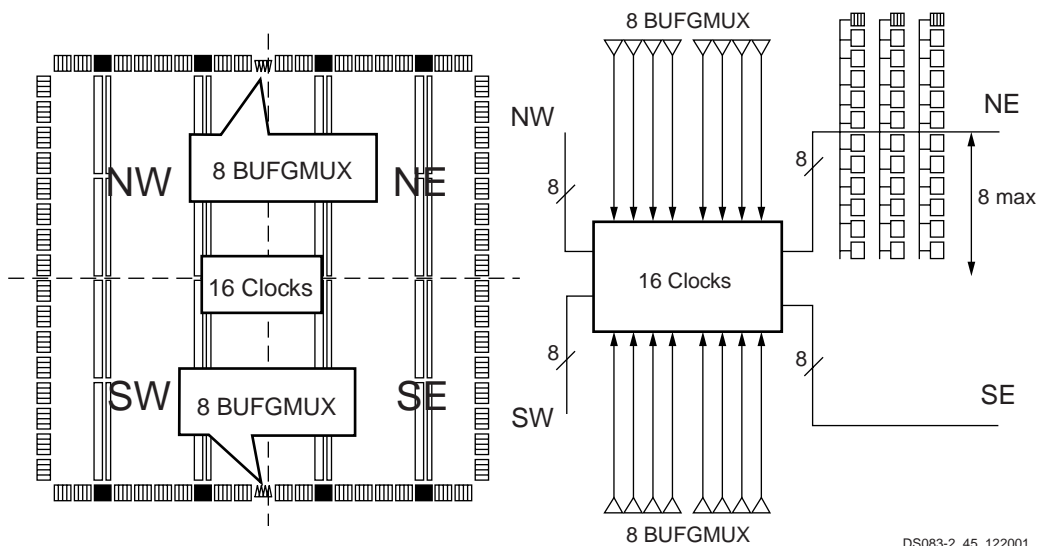 NW
NE
8 BUFGMUX
16 Clocks
SW
SE
8 BUFGMUX
8 BUFGMUX
NW
NE
8
8
8 max
16 Clocks
8
8
SW
SE
8 BUFGMUX
DS083-2_45_122001